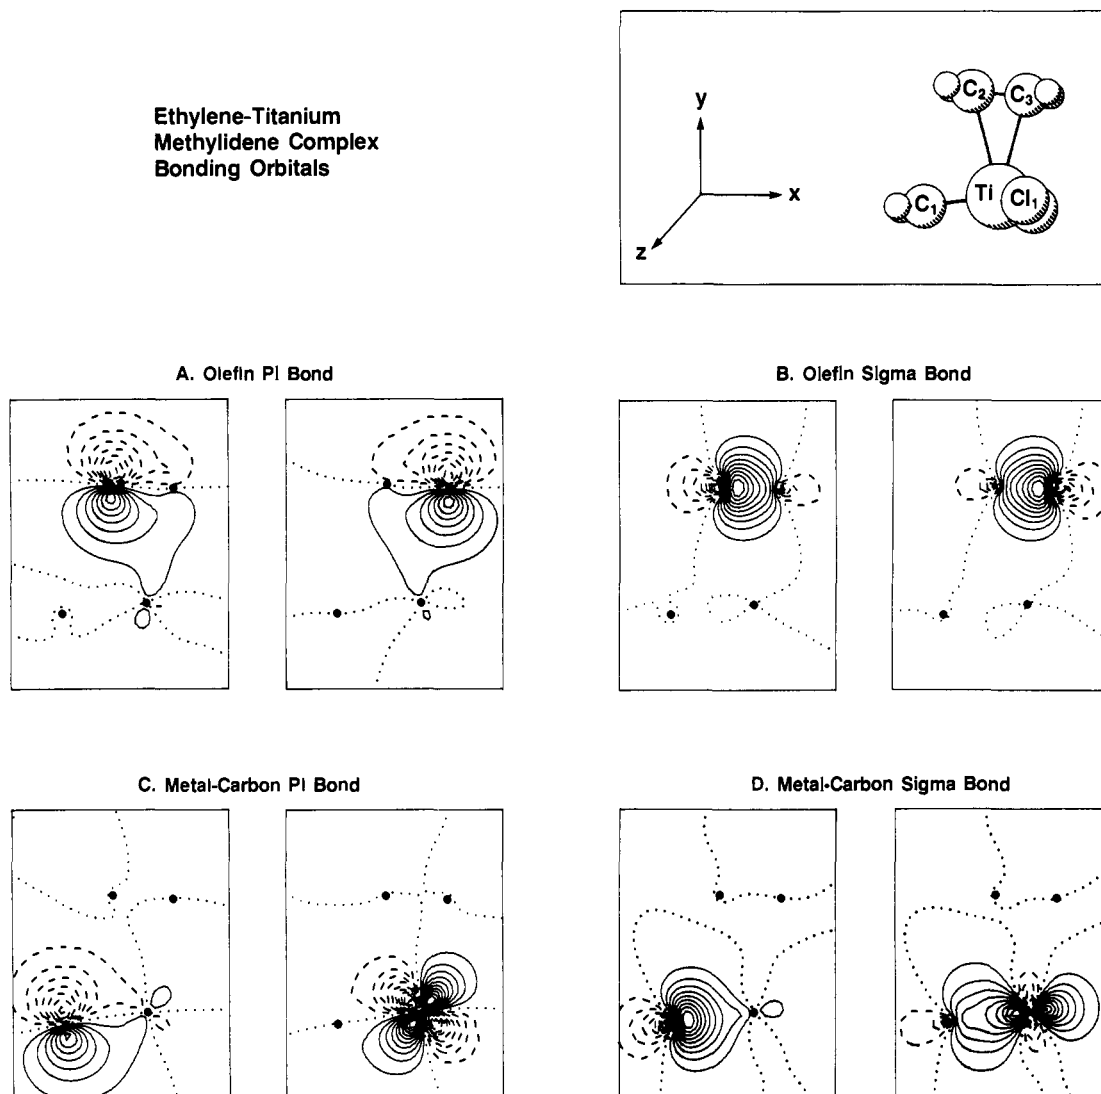 Ethylene-Titanium
Methylidene Complex
Bonding Orbitals
y
x
z
C₂
C₃
C₁
Ti
Cl₁
A. Olefin Pi Bond
B. Olefin Sigma Bond
C. Metal-Carbon Pi Bond
D. Metal-Carbon Sigma Bond